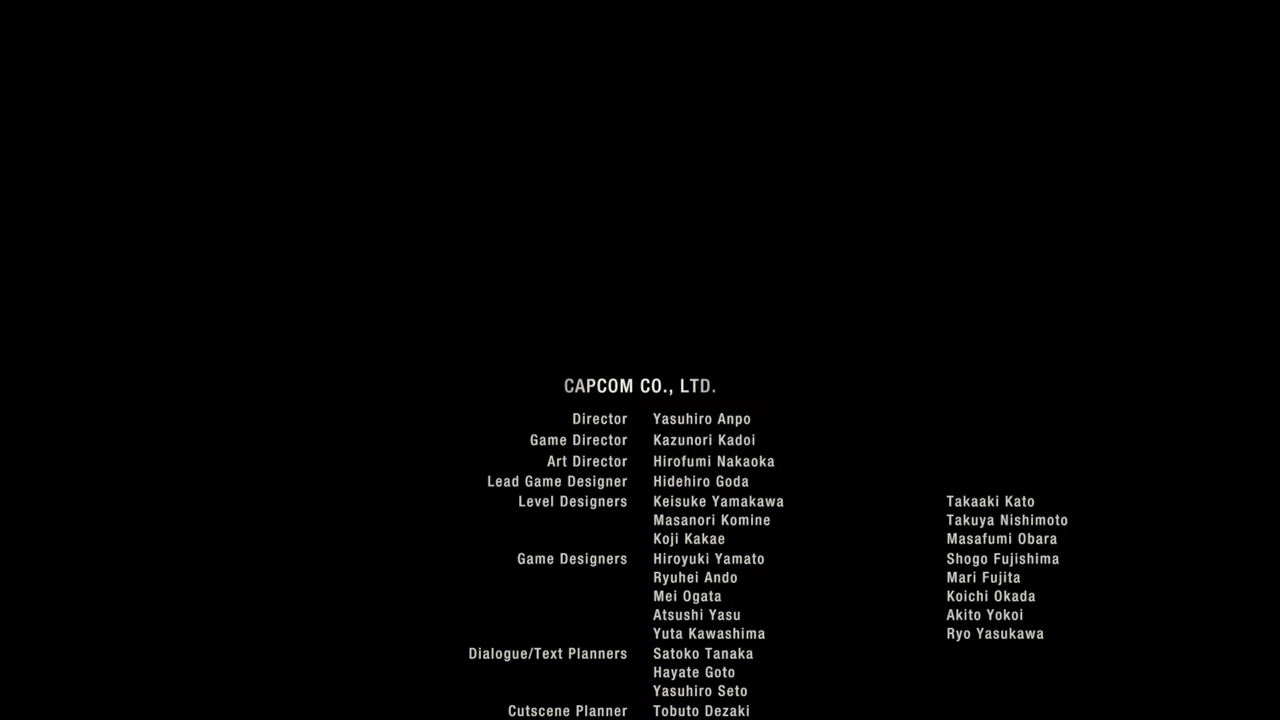 CAPCOM CO., LTD.
Director Yasuhiro Anpo
Game Director Kazunori Kadoi
Art Director Hirofumi Nakaoka
Lead Game Designer Hidehiro Goda
Level Designers Keisuke Yamakawa Takaaki Kato
Masanori Komine Takuya Nishimoto
Koji Kakae Masafumi Obara
Game Designers Hiroyuki Yamato Shogo Fujishima
Ryuhei Ando Mari Fujita
Mei Ogata Koichi Okada
Atsushi Yasu Akito Yokoi
Yuta Kawashima Ryo Yasukawa
Dialogue/Text Planners Satoko Tanaka
Hayate Goto
Yasuhiro Seto
Cutscene Planner Tobuto Dezaki